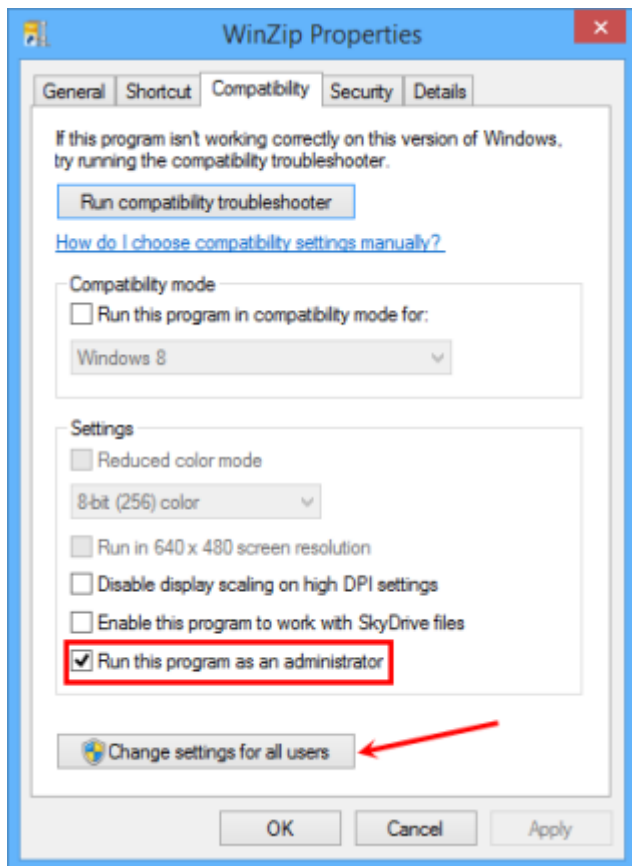 WinZip Properties
General
Shortcut
Compatibility
Security
Details
If this program isn't working correctly on this version of Windows,
try running the compatibility troubleshooter.
Run compatibility troubleshooter
How do I choose compatibility settings manually?
Compatibility mode
Run this program in compatibility mode for:
Windows 8
Settings
Reduced color mode
8-bit (256) color
Run in 640 x 480 screen resolution
Disable display scaling on high DPI settings
Enable this program to work with SkyDrive files
Run this program as an administrator
Change settings for all users
OK
Cancel
Apply